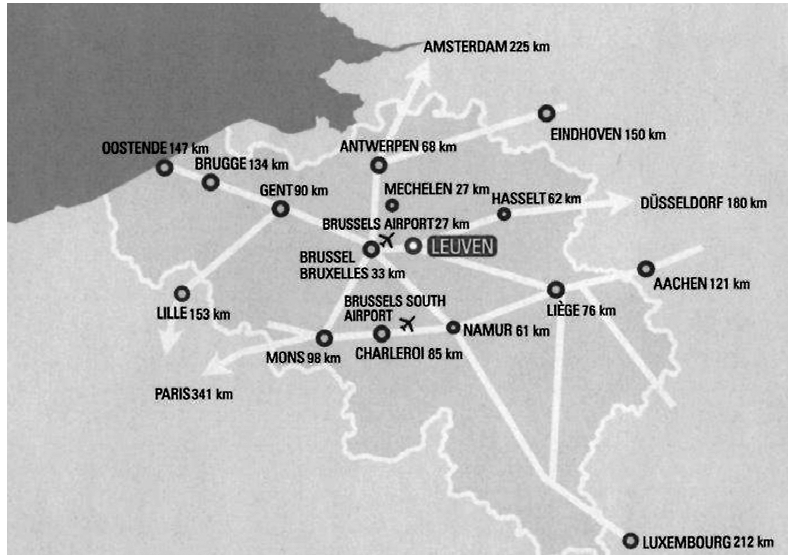 AMSTERDAM 225 km
EINDHOVEN 150 km
OOSTENDE 147 km
BRUGGE 134 km
ANTWERPEN 68 km
GENT 90 km
MECHELEN 27 km
HASSELT 62 km
DÜSSELDORF 180 km
BRUSSELS AIRPORT 27 km
LEUVEN
BRUSSEL
BRUXELLES 33 km
AACHEN 121 km
BRUSSELS SOUTH
AIRPORT
LILLE 153 km
LIÈGE 76 km
NAMUR 61 km
MONS 98 km
CHARLEROI 85 km
PARIS 341 km
LUXEMBOURG 212 km